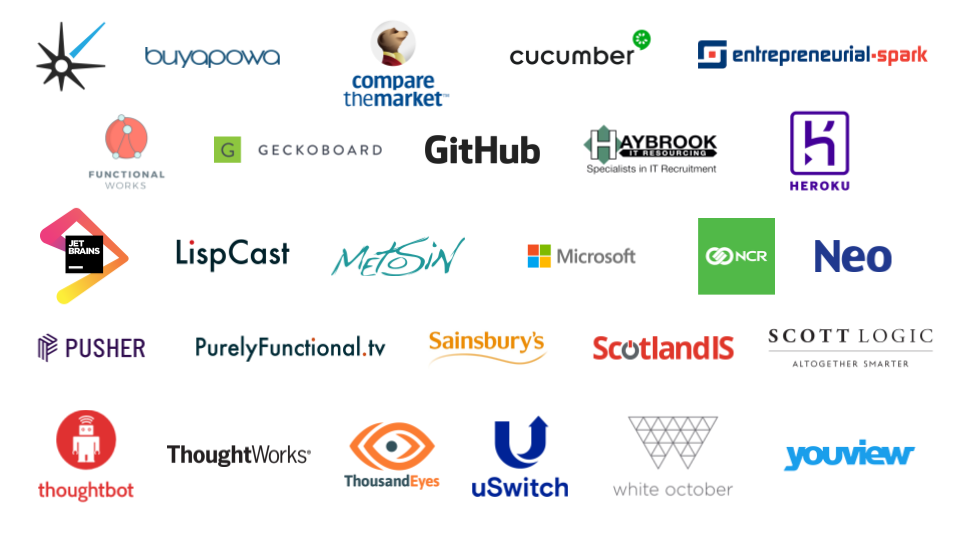 buyapowa
compare
themarket™
cucumber
entrepreneurial-spark
FUNCTIONAL
WORKS
G GECKOBOARD
GitHub
HAYBROOK
IT RESOURCING
Specialists in IT Recruitment
HEROKU
JET
BRAINS
LispCast
METOSIN
Microsoft
NCR
Neo
PUSHER
PurelyFunctional.tv
Sainsbury's
ScotlandIS
SCOTT LOGIC
ALTOGETHER SMARTER
thoughtbot
ThoughtWorks®
ThousandEyes
uSwitch
white october
youview